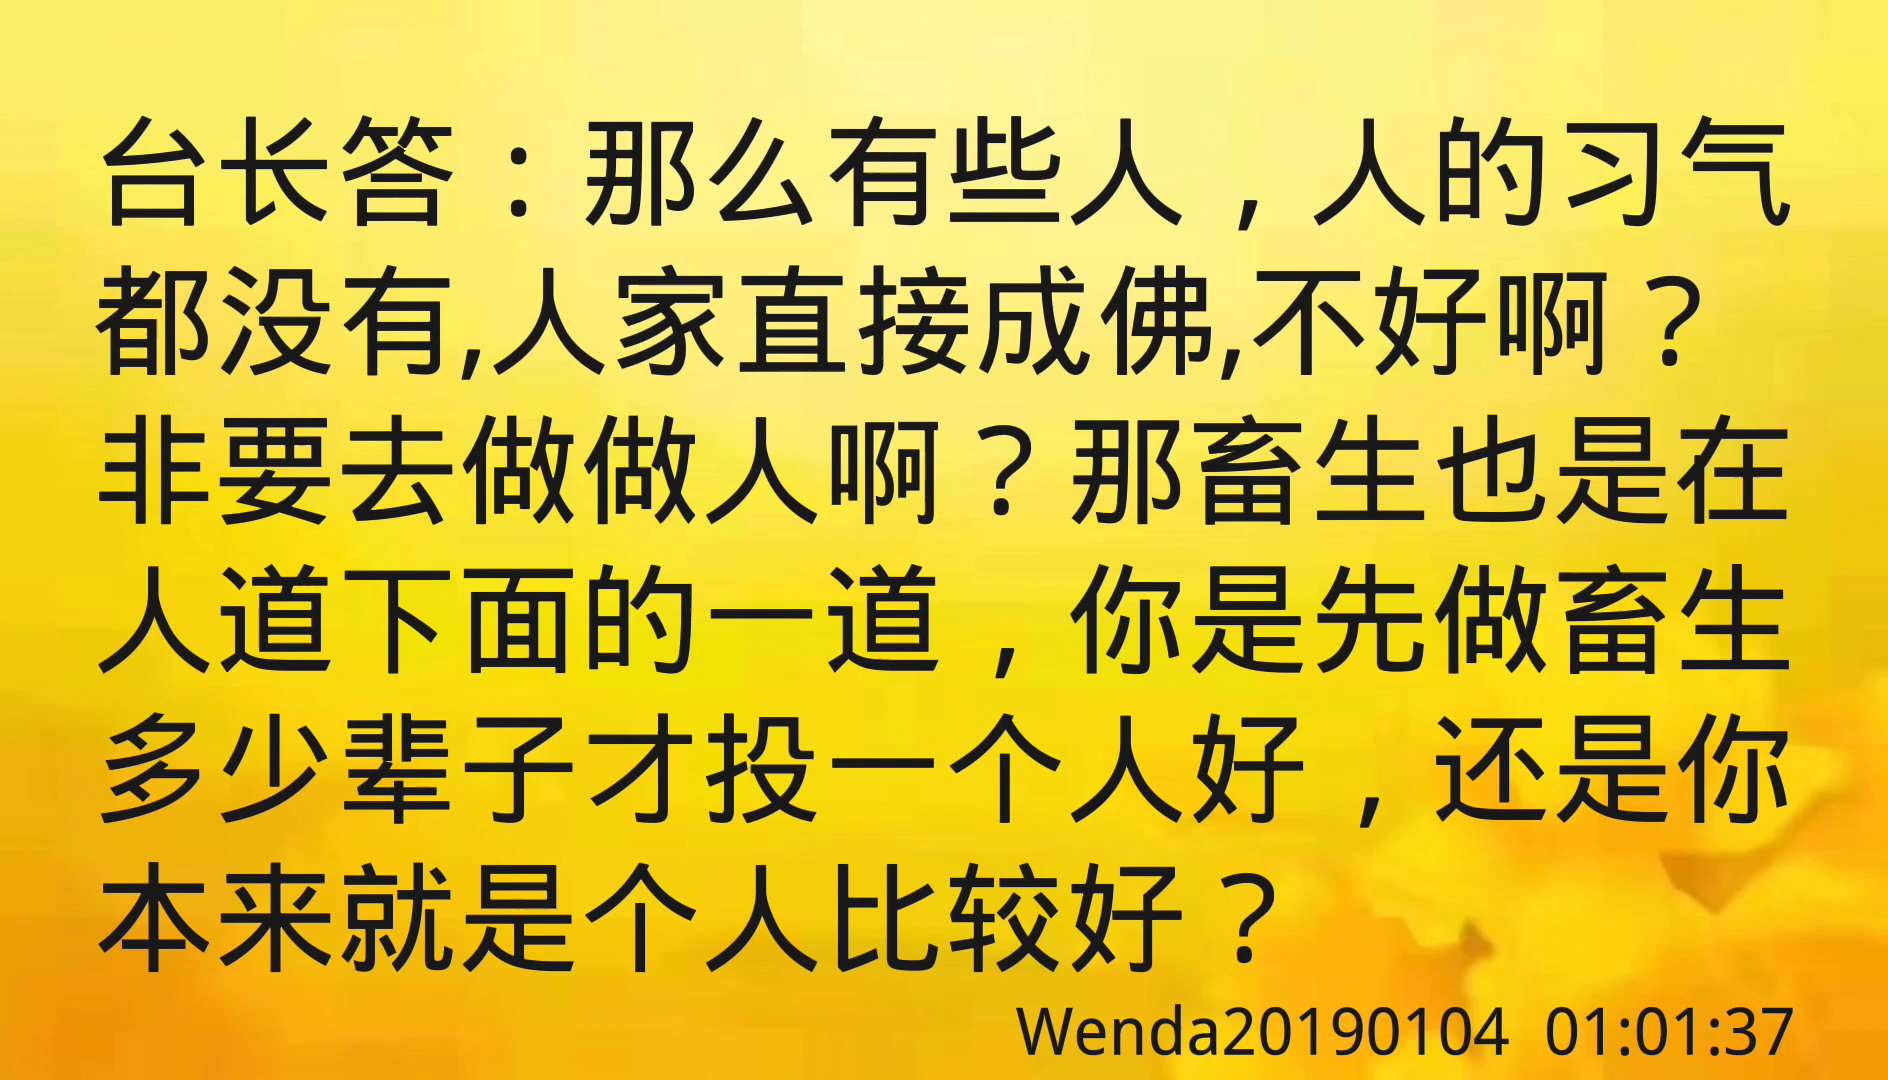 台长答：那么有些人，人的习气
都没有,人家直接成佛,不好啊？
非要去做做人啊？那畜生也是在
人道下面的一道，你是先做畜生
多少辈子才投一个人好，还是你
本来就是个人比较好？
Wenda20190104 01:01:37